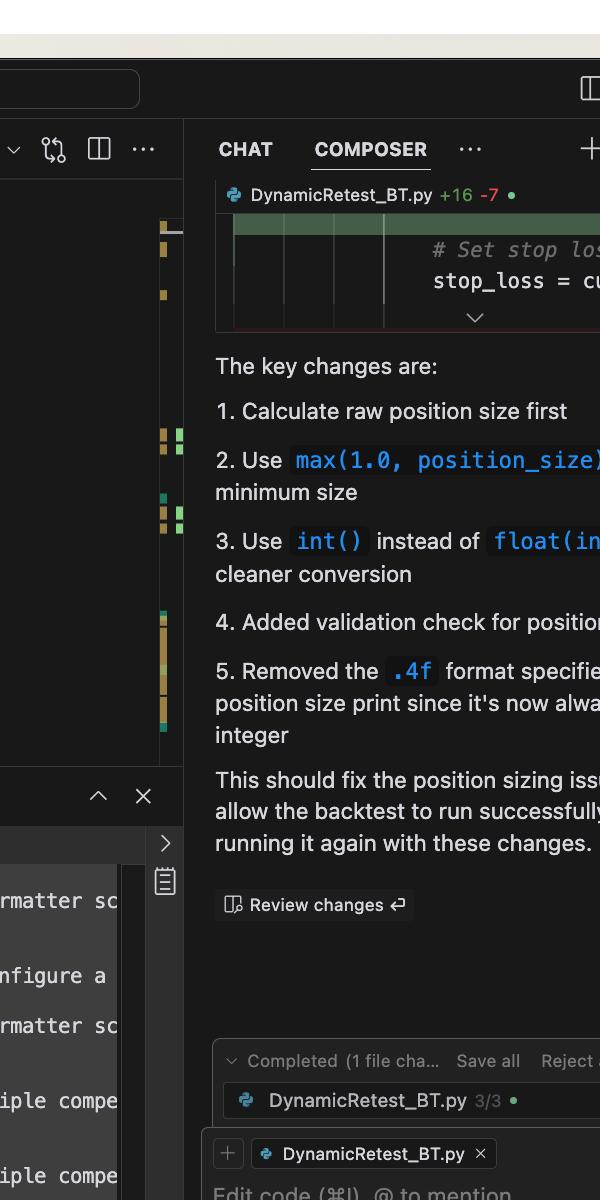 CHAT COMPOSER
DynamicRetest_BT.py +16 -7
# Set stop los
stop_loss = cu
The key changes are:
1. Calculate raw position size first
2. Use max(1.0, position_size)
minimum size
3. Use int() instead of float(in
cleaner conversion
4. Added validation check for position
5. Removed the .4f format specifie
position size print since it's now alwa
integer
This should fix the position sizing issu
allow the backtest to run successfully
running it again with these changes.
Review changes
rmatter sc
nfigure a
rmatter sc
iple compe
iple compe
Completed (1 file cha... Save all Reject
DynamicRetest_BT.py 3/3
DynamicRetest_BT.py
Edit code (⌘I), @ to mention